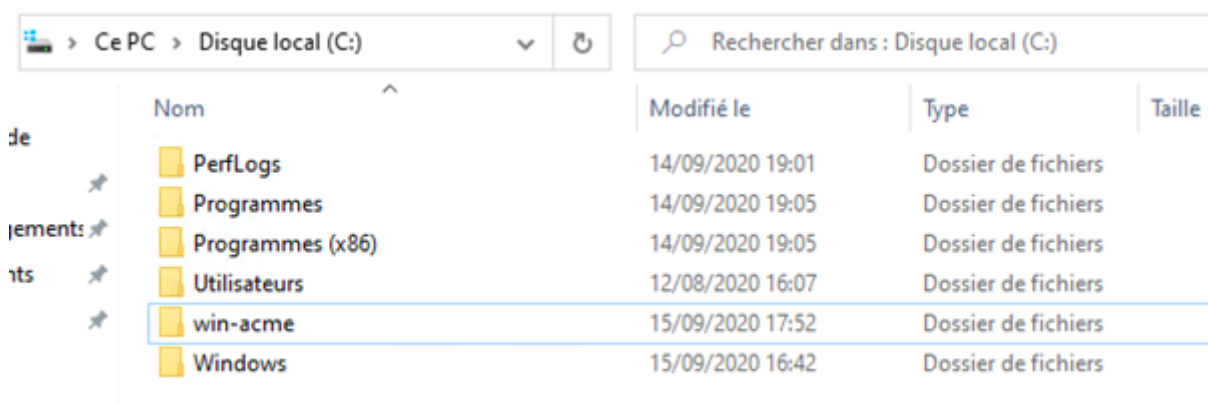 Ce PC > Disque local (C:) Rechercher dans : Disque local (C:)
Nom Modifié le Type Taille
de
PerfLogs 14/09/2020 19:01 Dossier de fichiers
Programmes 14/09/2020 19:05 Dossier de fichiers
gements
Programmes (x86) 14/09/2020 19:05 Dossier de fichiers
nts
Utilisateurs 12/08/2020 16:07 Dossier de fichiers
win-acme 15/09/2020 17:52 Dossier de fichiers
Windows 15/09/2020 16:42 Dossier de fichiers